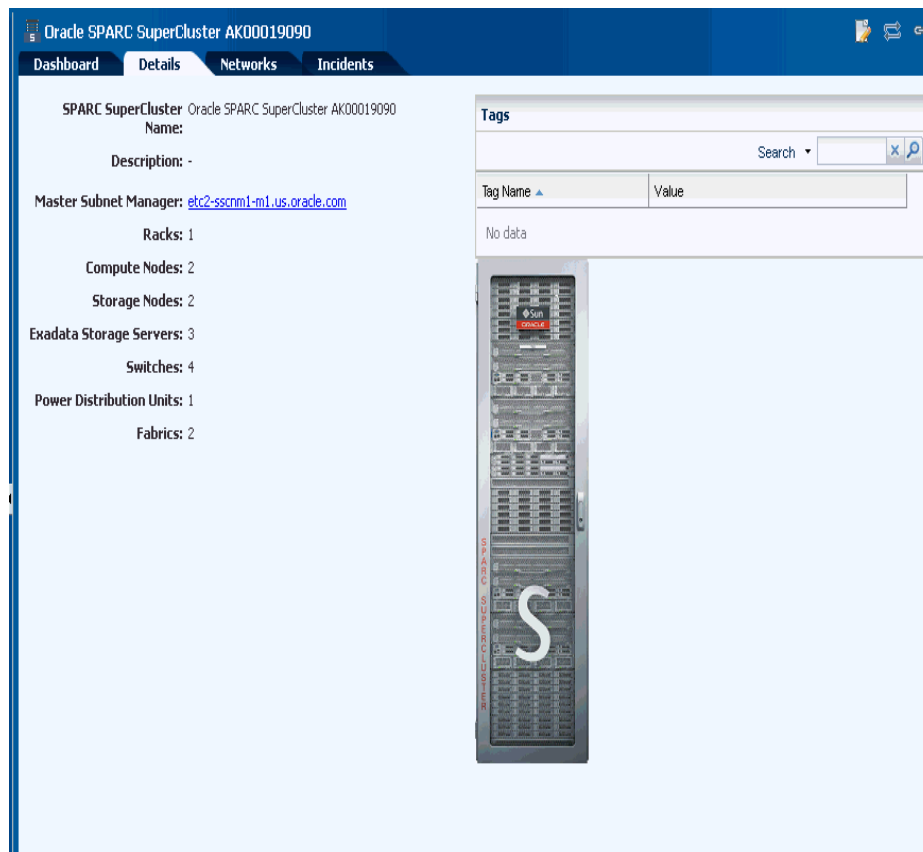 Oracle SPARC SuperCluster AK00019090
Dashboard Details Networks Incidents
SPARC SuperCluster Name: Oracle SPARC SuperCluster AK00019090
Description: -
Master Subnet Manager: etc2-sscnm1-m1.us.oracle.com
Racks: 1
Compute Nodes: 2
Storage Nodes: 2
Exadata Storage Servers: 3
Switches: 4
Power Distribution Units: 1
Fabrics: 2
Tags
Search
Tag Name Value
No data
Sun
ORACLE
SPARC SUPERCLUSTER
S